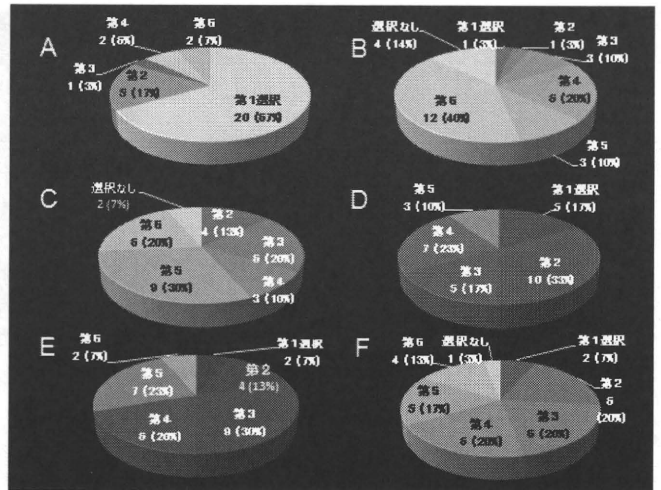 A
第4
2 (6%)
第6
2 (7%)
第3
1 (3%)
第2
5 (17%)
第1選択
20 (67%)
B
選択なし
4 (14%)
第1選択
1 (3%)
第2
1 (3%)
第3
3 (10%)
第4
6 (20%)
第5
3 (10%)
第6
12 (40%)
C
選択なし
2 (7%)
第2
4 (13%)
第3
6 (20%)
第4
3 (10%)
第5
9 (30%)
第6
6 (20%)
D
第5
3 (10%)
第1選択
5 (17%)
第4
7 (23%)
第3
5 (17%)
第2
10 (33%)
E
第6
2 (7%)
第1選択
2 (7%)
第2
4 (13%)
第5
7 (23%)
第4
6 (20%)
第3
9 (30%)
F
第6
4 (13%)
選択なし
1 (3%)
第1選択
2 (7%)
第2
6
(20%)
第5
5 (17%)
第4
6 (20%)
第3
6 (20%)